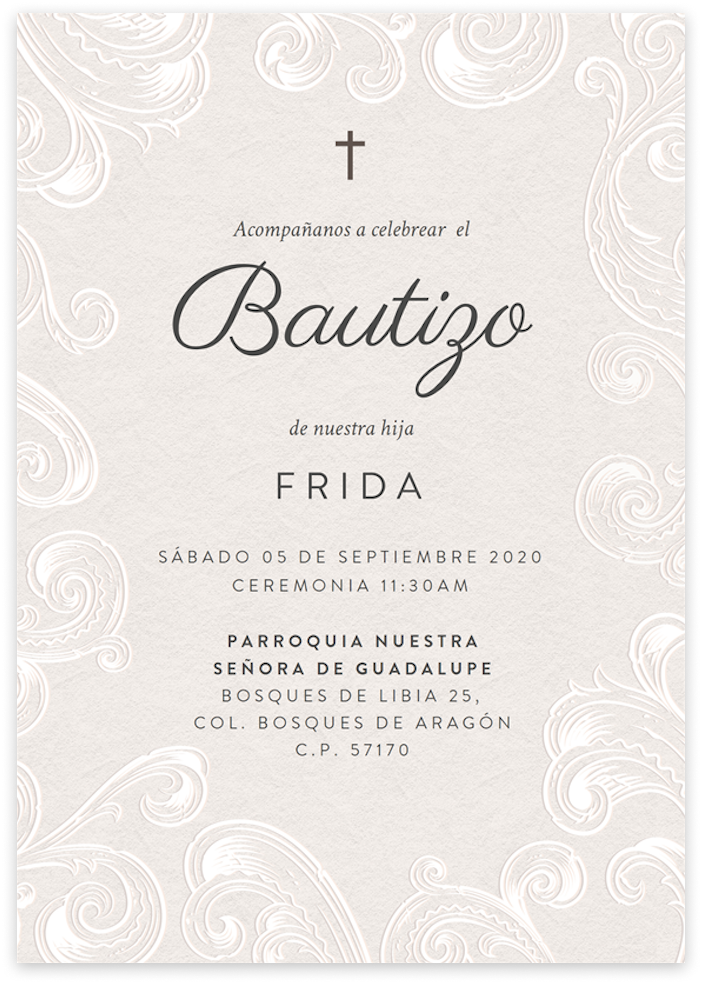 Acompañanos a celebrear el
Bautizo
de nuestra hija
FRIDA
SÁBADO 05 DE SEPTIEMBRE 2020
CEREMONIA 11:30AM
PARROQUIA NUESTRA
SEÑORA DE GUADALUPE
BOSQUES DE LIBIA 25,
COL. BOSQUES DE ARAGÓN
C.P. 57170